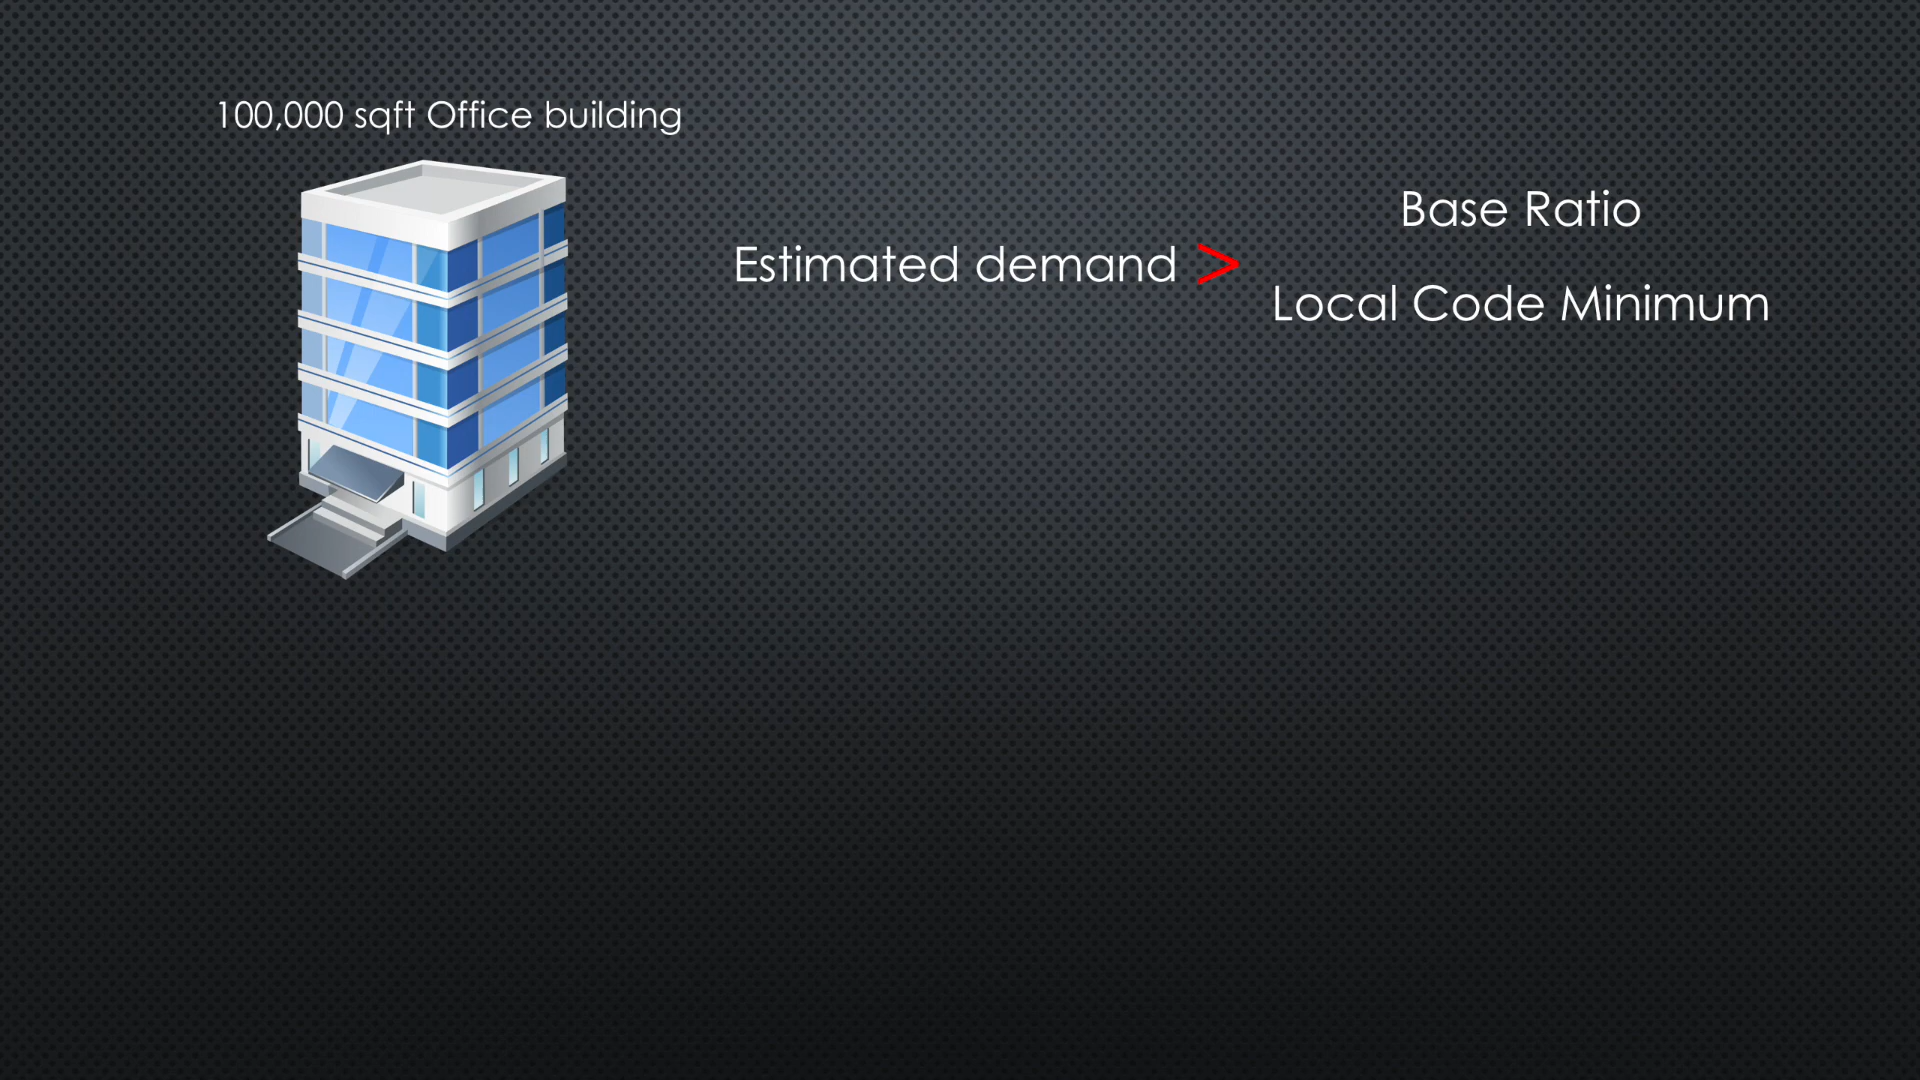 100,000 sqft Office building
Base Ratio
Estimated demand >
Local Code Minimum